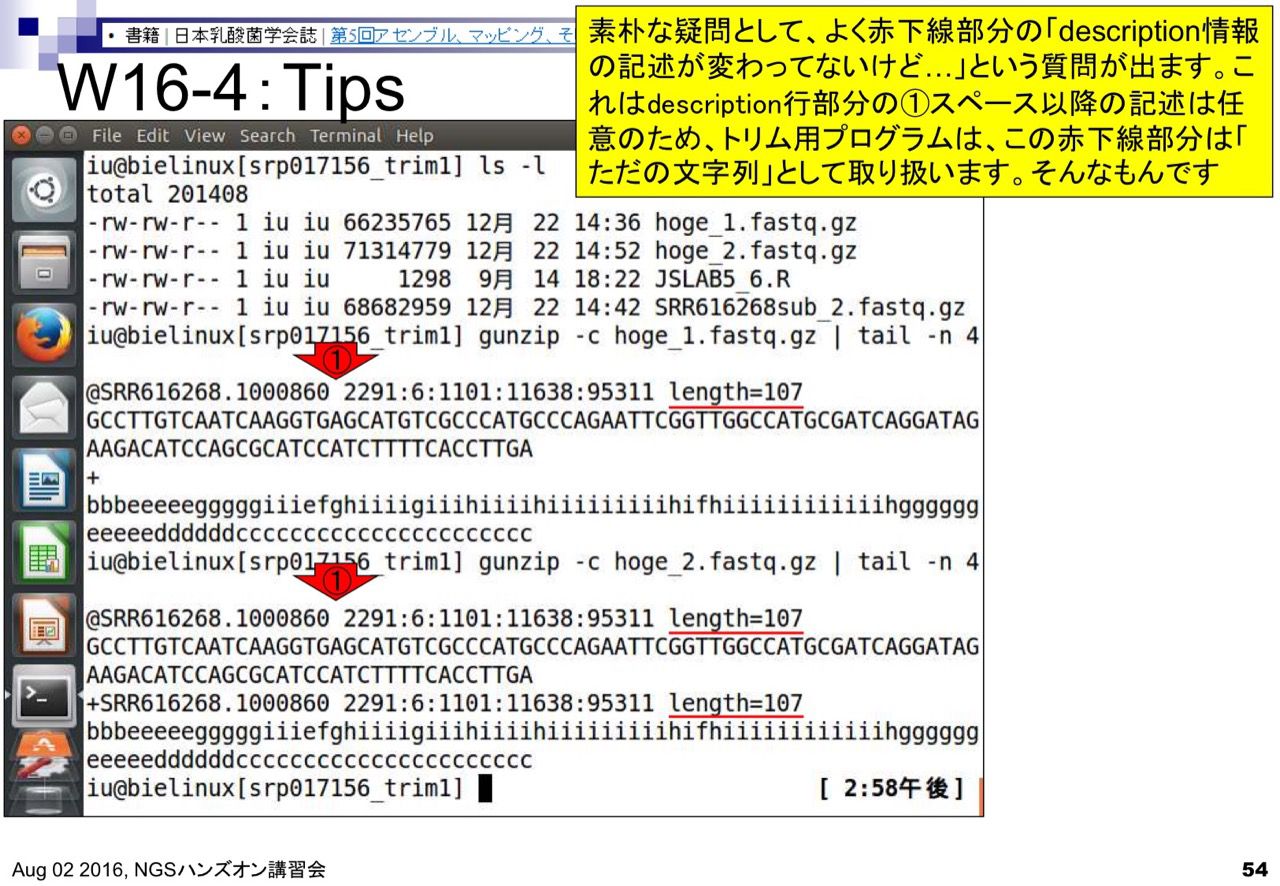 • 書籍 | 日本乳酸菌学会誌 | 第5回アセンブル、マッピング、そ
W16-4：Tips
素朴な疑問として、よく赤下線部分の「description情報
の記述が変わってないけど…」という質問が出ます。こ
れはdescription行部分の①スペース以降の記述は任
意のため、トリム用プログラムは、この赤下線部分は「
ただの文字列」として取り扱います。そんなもんです
File Edit View Search Terminal Help
iu@bielinux[srp017156_trim1] ls -l
total 201408
-rw-rw-r-- 1 iu iu 66235765 12月 22 14:36 hoge_1.fastq.gz
-rw-rw-r-- 1 iu iu 71314779 12月 22 14:52 hoge_2.fastq.gz
-rw-rw-r-- 1 iu iu 1298 9月 14 18:22 JSLAB5_6.R
-rw-rw-r-- 1 iu iu 68682959 12月 22 14:42 SRR616268sub_2.fastq.gz
iu@bielinux[srp017156_trim1] gunzip -c hoge_1.fastq.gz | tail -n 4
①
@SRR616268.1000860 2291:6:1101:11638:95311 length=107
GCCTTGTCAATCAAGGTGAGCATGTCGCCCATGCCCAGAATTCGGTTGGCCATGCGATCAGGATAG
AAGACATCCAGCGCATCCATCTTTTCACCTTGA
+
bbbeeeeegggggiiiefghiiiigiiihiiiihiiiiiiiiihifhiiiiiiiiiiiihgggggg
eeeeeddddddcccccccccccccccccccccc
iu@bielinux[srp017156_trim1] gunzip -c hoge_2.fastq.gz | tail -n 4
①
@SRR616268.1000860 2291:6:1101:11638:95311 length=107
GCCTTGTCAATCAAGGTGAGCATGTCGCCCATGCCCAGAATTCGGTTGGCCATGCGATCAGGATAG
AAGACATCCAGCGCATCCATCTTTTCACCTTGA
+SRR616268.1000860 2291:6:1101:11638:95311 length=107
bbbeeeeegggggiiiefghiiiigiiihiiiihiiiiiiiiihifhiiiiiiiiiiiihgggggg
eeeeeddddddcccccccccccccccccccccc
iu@bielinux[srp017156_trim1] [ 2:58午後]
Aug 02 2016, NGSハンズオン講習会
54